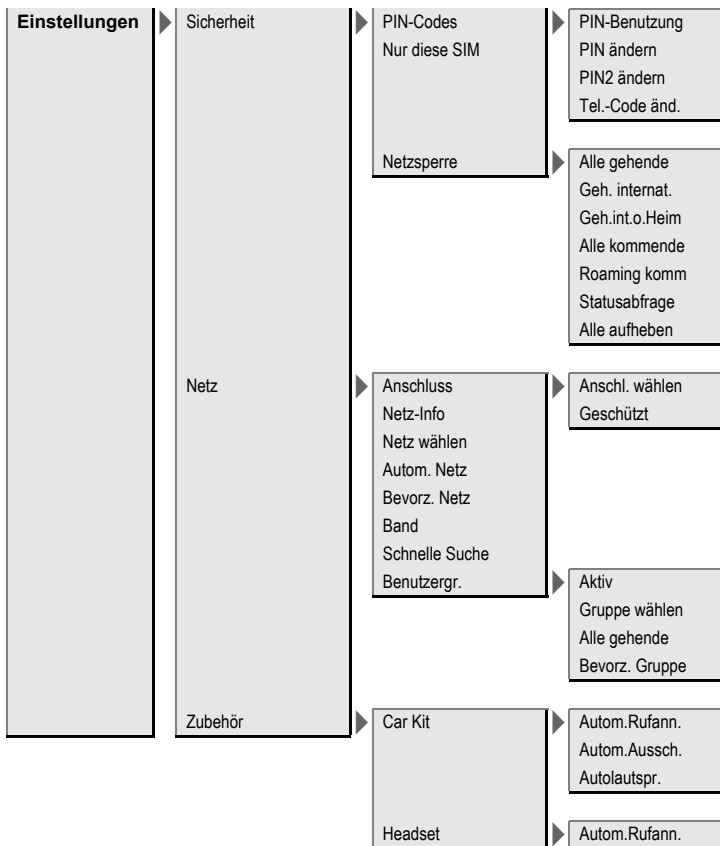 Einstellungen
Sicherheit
PIN-Codes
PIN-Benutzung
PIN ändern
PIN2 ändern
Tel.-Code änd.
Nur diese SIM
Netzsperre
Alle gehende
Geh. internat.
Geh.int.o.Heim
Alle kommende
Roaming komm
Statusabfrage
Alle aufheben
Netz
Anschluss
Anschl. wählen
Geschützt
Netz-Info
Netz wählen
Autom. Netz
Bevorz. Netz
Band
Schnelle Suche
Benutzergr.
Aktiv
Gruppe wählen
Alle gehende
Bevorz. Gruppe
Zubehör
Car Kit
Autom.Rufann.
Autom.Aussch.
Autolautspr.
Headset
Autom.Rufann.